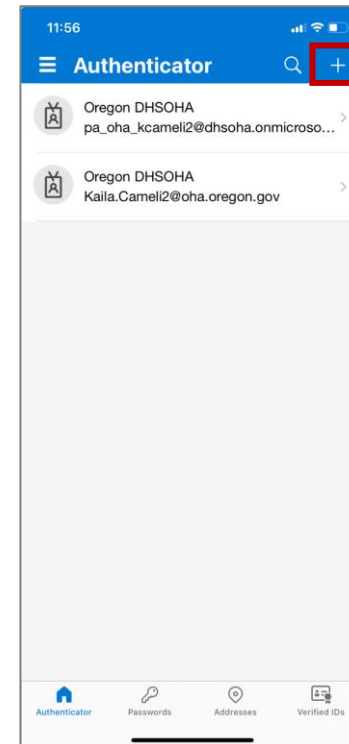 11:56
Authenticator
Oregon DHSOHA
pa_oha_kcameli2@dhsoha.onmicroso...
Oregon DHSOHA
Kaila.Cameli2@oha.oregon.gov
Authenticator Passwords Addresses Verified IDs